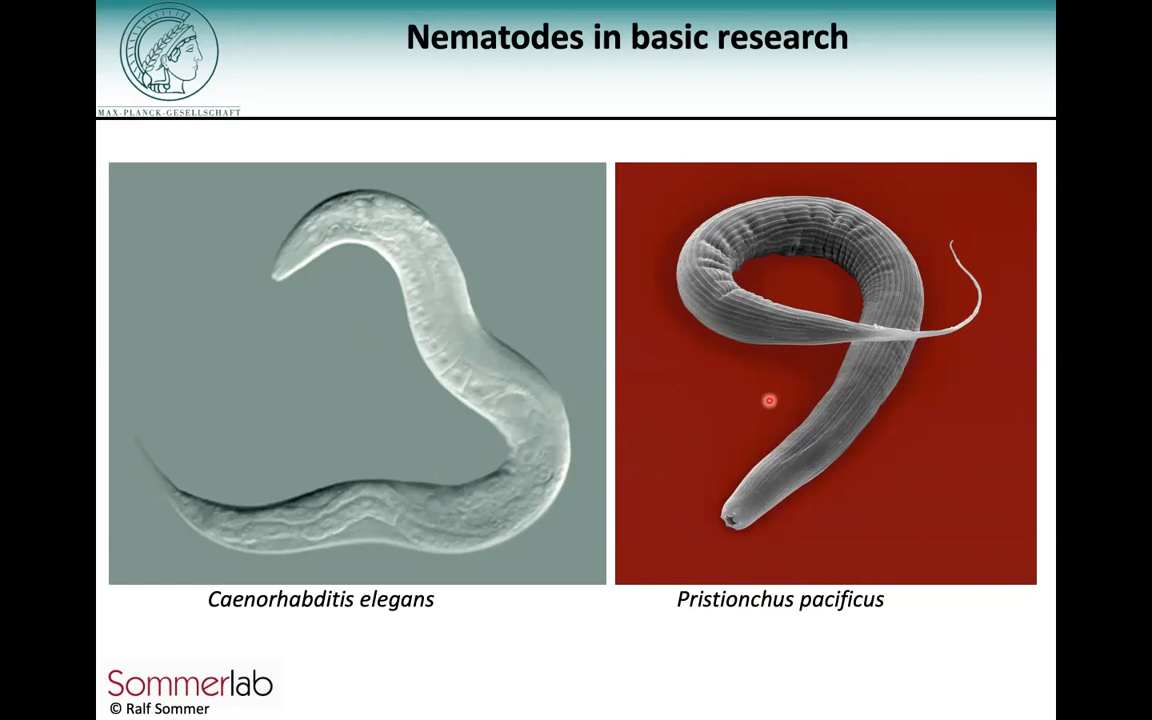 Nematodes in basic research
MAX-PLANCK-GESELLSCHAFT
Caenorhabditis elegans
Pristionchus pacificus
Sommerlab
© Ralf Sommer